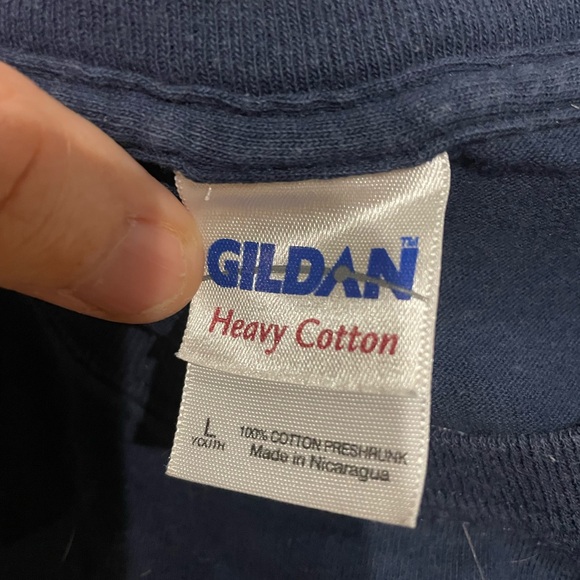 GILDAN™
Heavy Cotton
L
YOUTH
100% COTTON PRESHRUNK
Made in Nicaragua